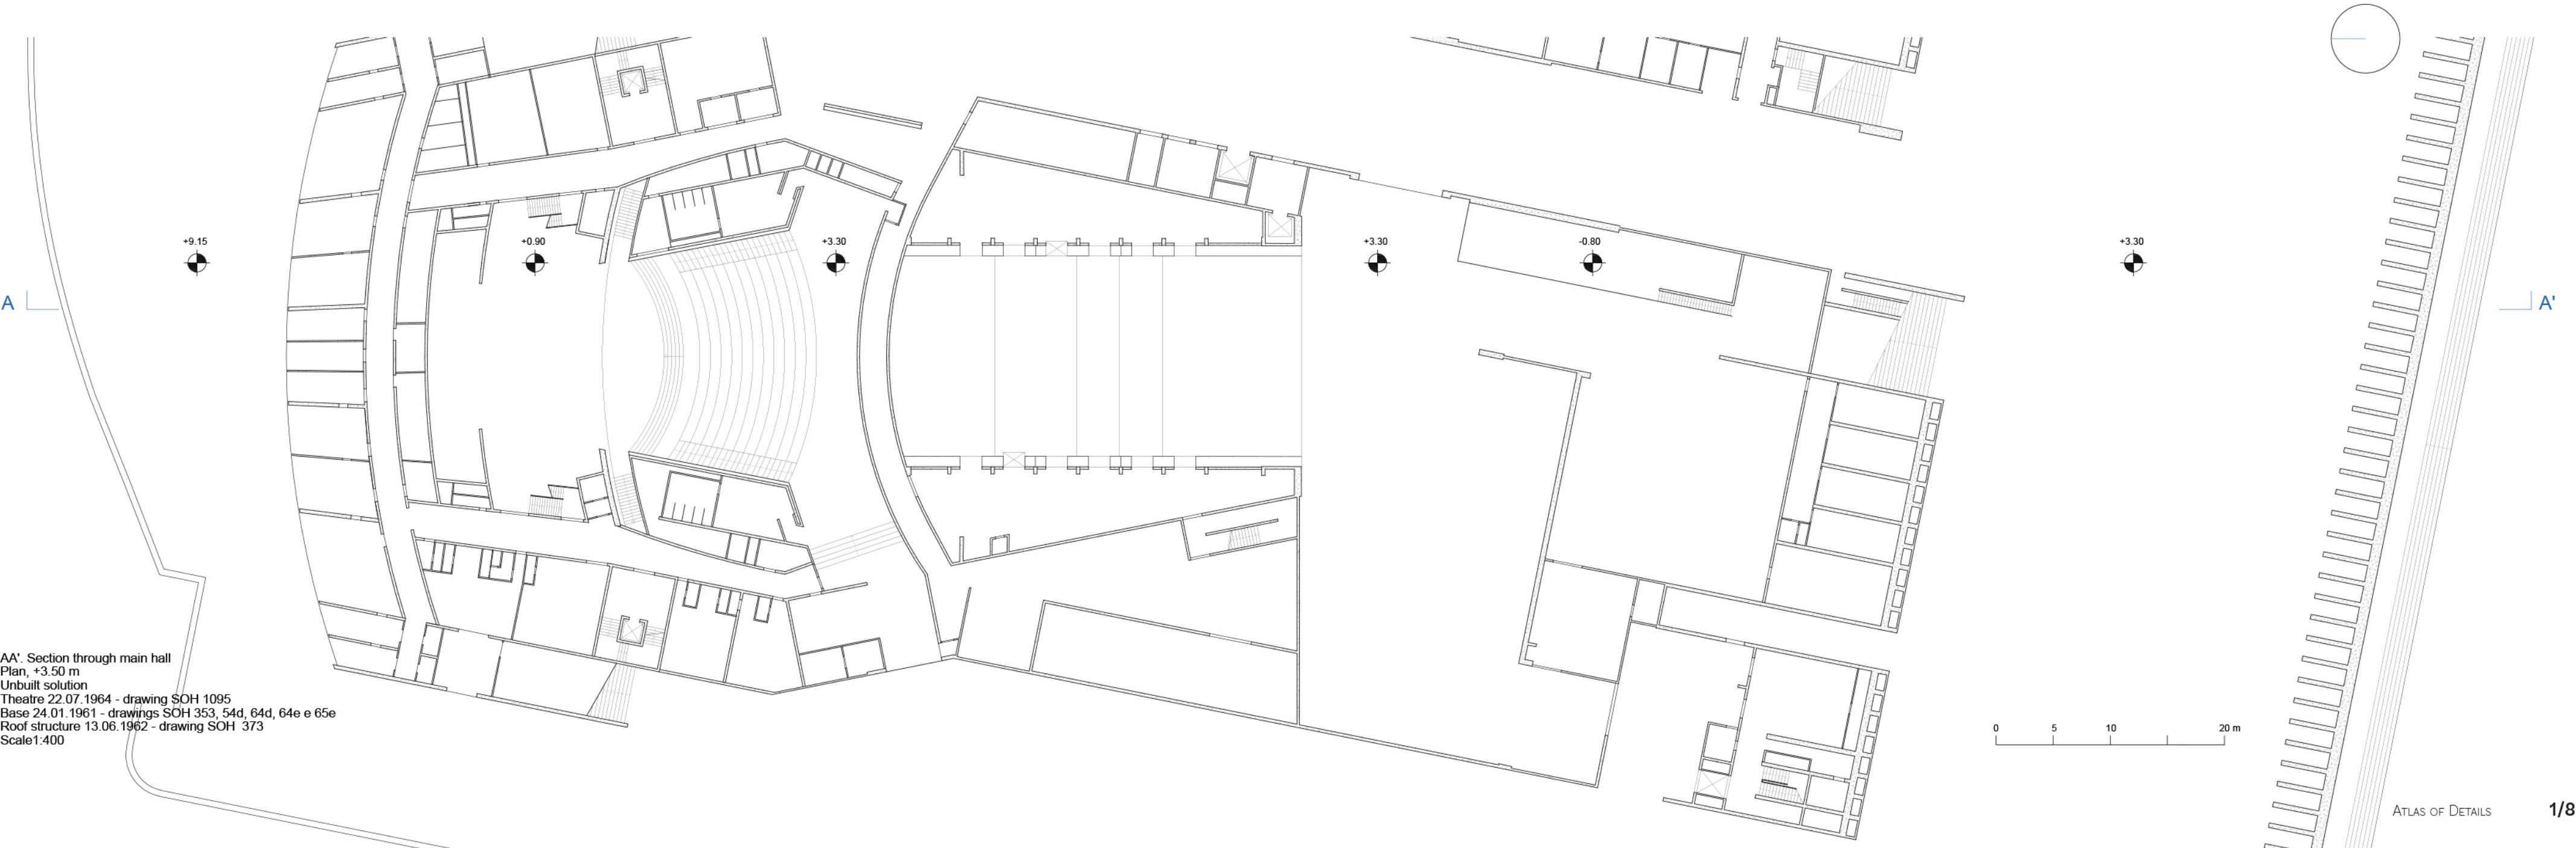 +9.15
+0.90
+3.30
+3.30
-0.80
+3.30
A
A'
AA'. Section through main hall
Plan, +3.50 m
Unbuilt solution
Theatre 22.07.1964 - drawing SOH 1095
Base 24.01.1961 - drawings SOH 353, 54d, 64d, 64e e 65e
Roof structure 13.06.1962 - drawing SOH 373
Scale1:400
0 5 10 20 m
Atlas of Details 1/8